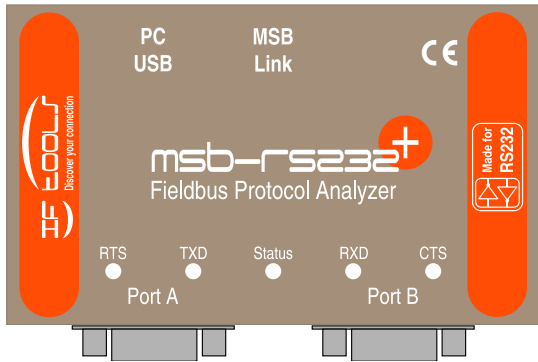 PC
USB
MSB
Link
CE
IF TOOLS
Discover your connection
msb-rs232+
Fieldbus Protocol Analyzer
Made for
RS232
RTS
TXD
Status
RXD
CTS
Port A
Port B